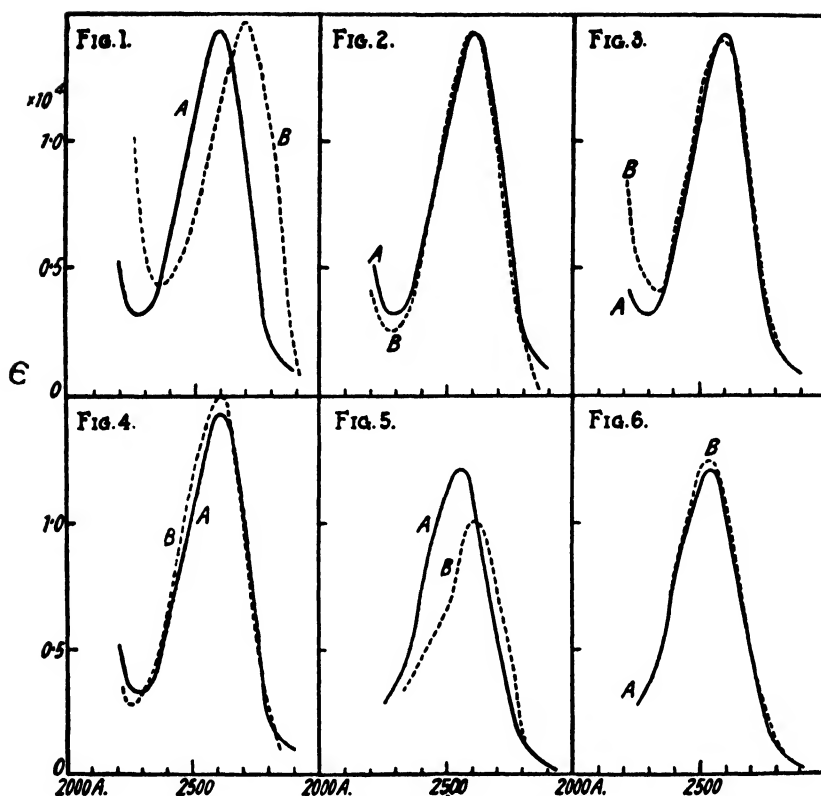 FIG.1. FIG.2. FIG.3.
×10⁴
A B
1·0
A
B
B
0·5
A
A
B
ϵ
0
FIG.4. FIG.5. FIG.6.
B
1·0
B A
A
B
0·5
A
0
2000A. 2500 2000A. 2500 2000A. 2500